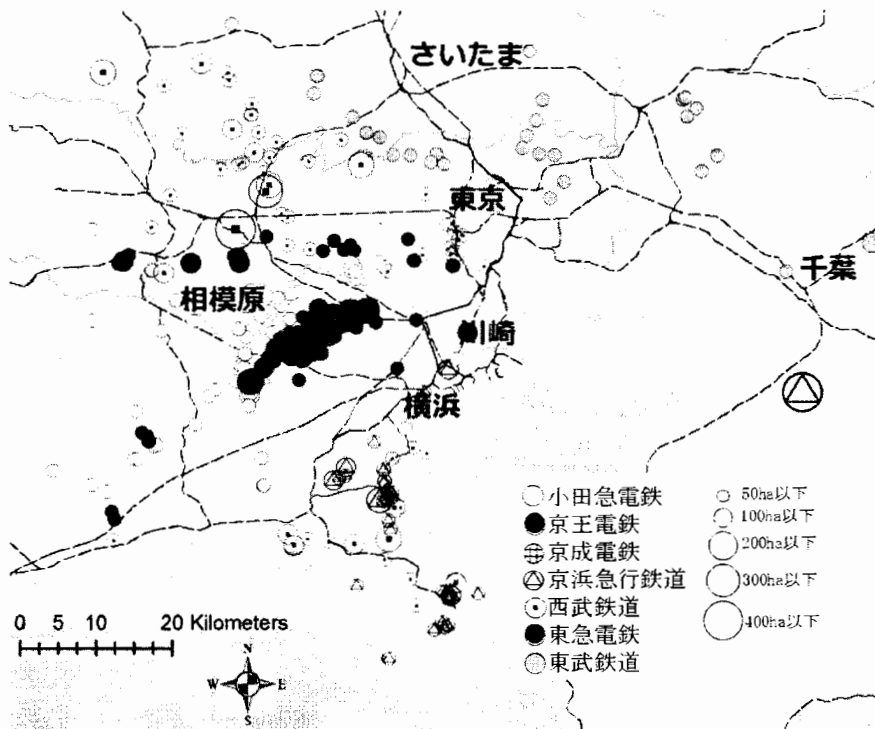 さいたま
東京
千葉
相模原
川崎
横浜
小田急電鉄
京王電鉄
京成電鉄
京浜急行鉄道
西武鉄道
東急電鉄
東武鉄道
50ha以下
100ha以下
200ha以下
300ha以下
400ha以下
0 5 10 20 Kilometers
N
W E
S